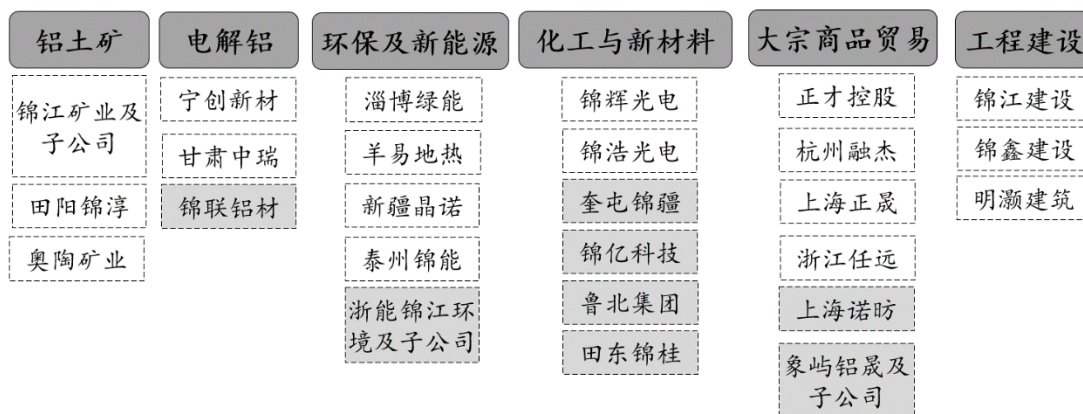 铝土矿
锦江矿业及
子公司
田阳锦淳
奥陶矿业
电解铝
宁创新材
甘肃中瑞
锦联铝材
环保及新能源
淄博绿能
羊易地热
新疆晶诺
泰州锦能
浙能锦江环
境及子公司
化工与新材料
锦辉光电
锦浩光电
奎屯锦疆
锦亿科技
鲁北集团
田东锦桂
大宗商品贸易
正才控股
杭州融杰
上海正晟
浙江任远
上海诺昉
象屿铝晟及
子公司
工程建设
锦江建设
锦鑫建设
明灏建筑